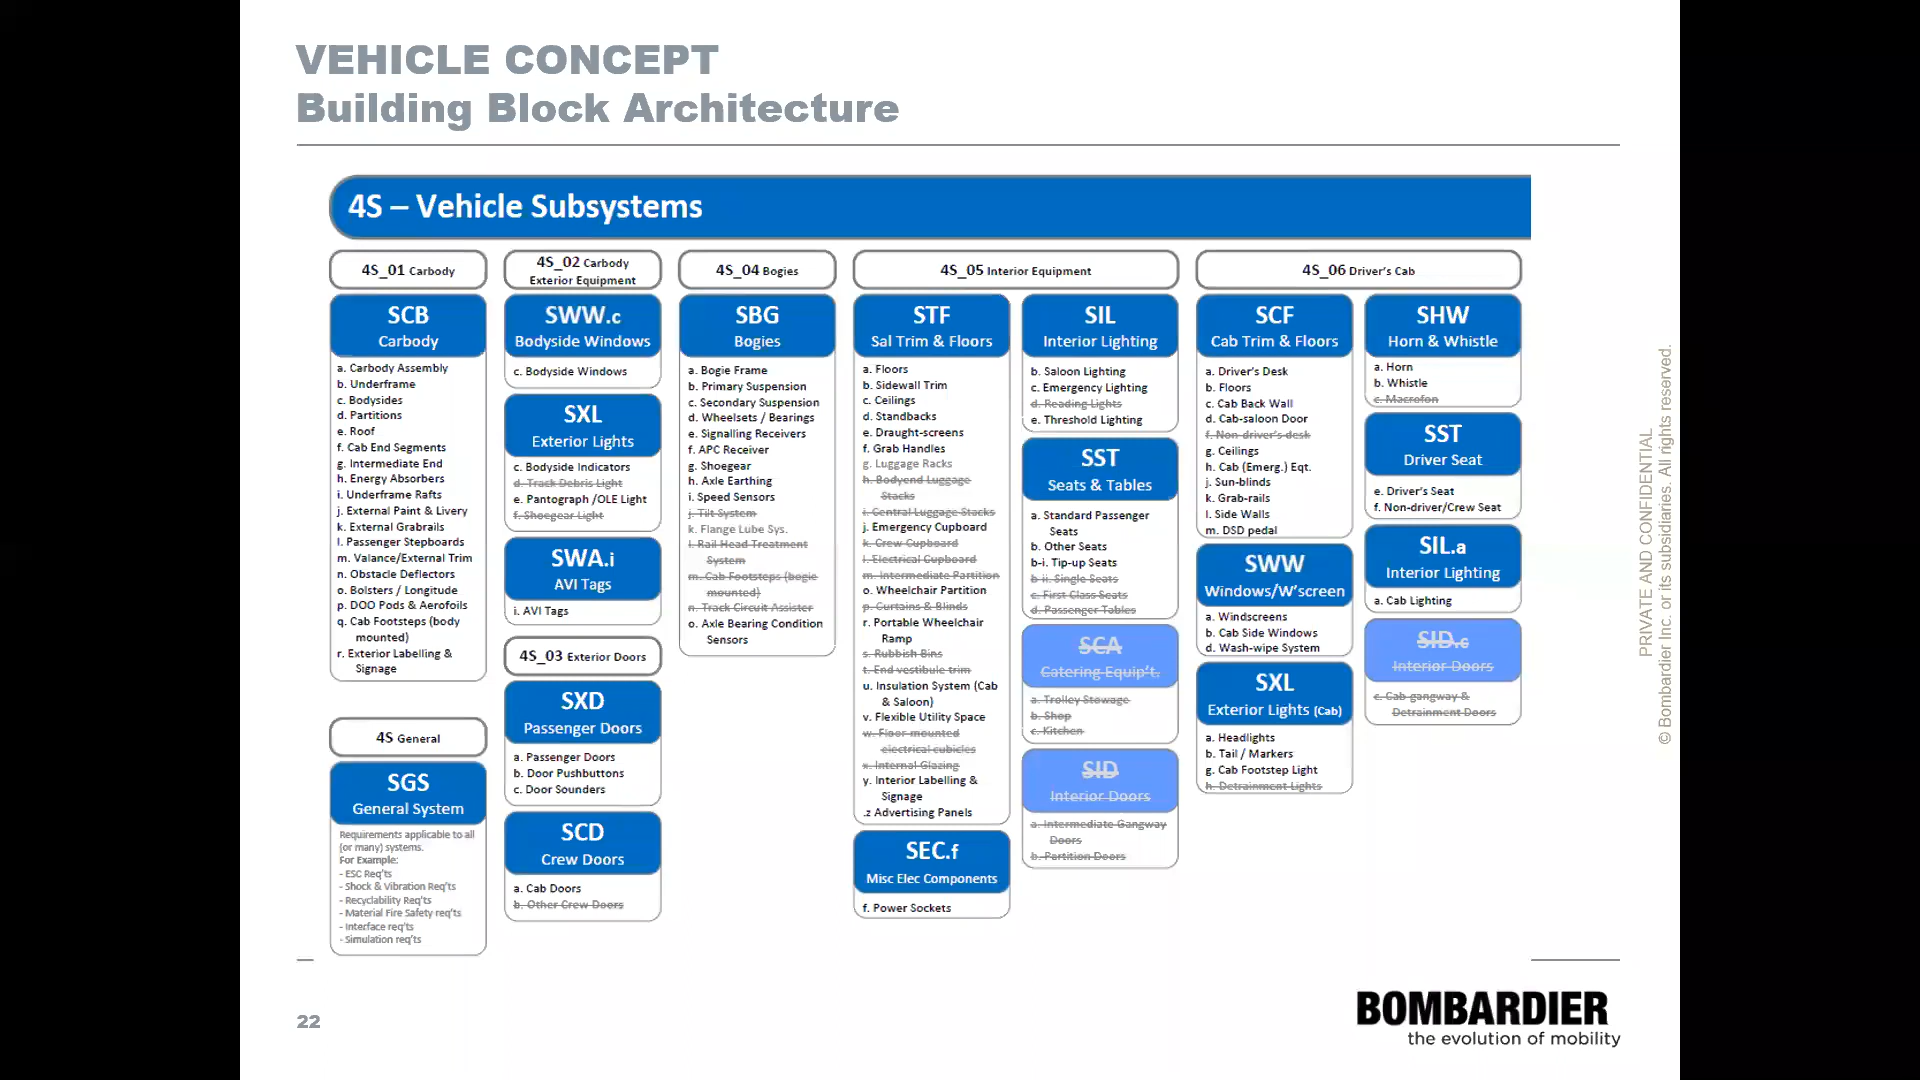 VEHICLE CONCEPT
Building Block Architecture
4S – Vehicle Subsystems
4S_01 Carbody
SCB
Carbody
a. Carbody Assembly
b. Underframe
c. Bodysides
d. Partitions
e. Roof
f. Cab End Segments
g. Intermediate End
h. Energy Absorbers
i. Underframe Rafts
j. External Paint & Livery
k. External Grabrails
l. Passenger Stepboards
m. Valance/External Trim
n. Obstacle Deflectors
o. Bolsters / Longitude
p. DOO Pods & Aerofoils
q. Cab Footsteps (body
mounted)
r. Exterior Labelling &
Signage
4S General
SGS
General System
Requirements applicable to all
(or many) systems.
For Example:
- ESC Req'ts
- Shock & Vibration Req'ts
- Recyclability Req'ts
- Material Fire Safety req'ts
- Interface req'ts
- Simulation req'ts
4S_02 Carbody
Exterior Equipment
SWW.c
Bodyside Windows
c. Bodyside Windows
SXL
Exterior Lights
c. Bodyside Indicators
d. Track Debris Light
e. Pantograph /OLE Light
f. Shoegear Light
SWA.i
AVI Tags
i. AVI Tags
4S_03 Exterior Doors
SXD
Passenger Doors
a. Passenger Doors
b. Door Pushbuttons
c. Door Sounders
SCD
Crew Doors
a. Cab Doors
b. Other Crew Doors
4S_04 Bogies
SBG
Bogies
a. Bogie Frame
b. Primary Suspension
c. Secondary Suspension
d. Wheelsets / Bearings
e. Signalling Receivers
f. APC Receiver
g. Shoegear
h. Axle Earthing
i. Speed Sensors
j. Tilt System
k. Flange Lube Sys.
l. Rail Head Treatment
System
m. Cab Footsteps (bogie
mounted)
n. Track Circuit Assister
o. Axle Bearing Condition
Sensors
4S_05 Interior Equipment
STF
Sal Trim & Floors
a. Floors
b. Sidewall Trim
c. Ceilings
d. Standbacks
e. Draught-screens
f. Grab Handles
g. Luggage Racks
h. Bodyend Luggage
Stacks
i. Central Luggage Stacks
j. Emergency Cupboard
k. Crew Cupboard
l. Electrical Cupboard
m. Intermediate Partition
o. Wheelchair Partition
p. Curtains & Blinds
r. Portable Wheelchair
Ramp
s. Rubbish Bins
t. End vestibule trim
u. Insulation System (Cab
& Saloon)
v. Flexible Utility Space
w. Floor mounted
electrical cubicles
x. Internal Glazing
y. Interior Labelling &
Signage
.z Advertising Panels
SEC.f
Misc Elec Components
f. Power Sockets
SIL
Interior Lighting
b. Saloon Lighting
c. Emergency Lighting
d. Reading Lights
e. Threshold Lighting
SST
Seats & Tables
a. Standard Passenger
Seats
b. Other Seats
b-i. Tip-up Seats
b-ii. Single Seats
c. First Class Seats
d. Passenger Tables
SCA
Catering Equip't.
a. Trolley Stowage
b. Shop
c. Kitchen
SID
Interior Doors
a. Intermediate Gangway
Doors
b. Partition Doors
4S_06 Driver's Cab
SCF
Cab Trim & Floors
a. Driver's Desk
b. Floors
c. Cab Back Wall
d. Cab-saloon Door
f. Non-driver's desk
g. Ceilings
h. Cab (Emerg.) Eqt.
j. Sun-blinds
k. Grab-rails
l. Side Walls
m. DSD pedal
SWW
Windows/W'screen
a. Windscreens
b. Cab Side Windows
d. Wash-wipe System
SXL
Exterior Lights (Cab)
a. Headlights
b. Tail / Markers
g. Cab Footstep Light
h. Detrainment Lights
SHW
Horn & Whistle
a. Horn
b. Whistle
c. Macrofon
SST
Driver Seat
e. Driver's Seat
f. Non-driver/Crew Seat
SIL.a
Interior Lighting
a. Cab Lighting
SID.c
Interior Doors
c. Cab gangway &
Detrainment Doors
PRIVATE AND CONFIDENTIAL
© Bombardier Inc. or its subsidiaries. All rights reserved.
22
BOMBARDIER
the evolution of mobility